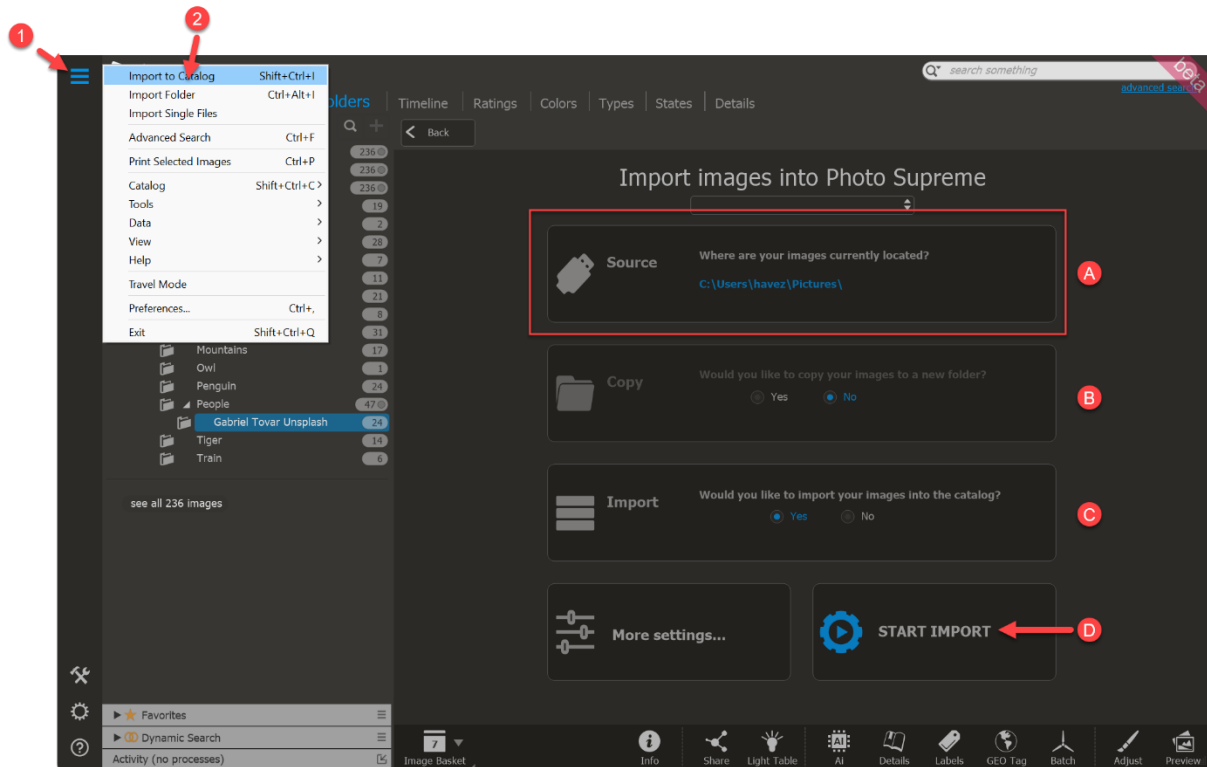 1
2
Import to Catalog Shift+Ctrl+I
Import Folder Ctrl+Alt+I
Import Single Files
Advanced Search Ctrl+F
Print Selected Images Ctrl+P
Catalog Shift+Ctrl+C
Tools
Data
View
Help
Travel Mode
Preferences... Ctrl+,
Exit Shift+Ctrl+Q
search something
beta
advanced search
Timeline Ratings Colors Types States Details
Back
236
236
236
19
2
28
7
11
21
8
31
Mountains 17
Owl 1
Penguin 24
People 47
Gabriel Tovar Unsplash 24
Tiger 14
Train 6
see all 236 images
Import images into Photo Supreme
Source
Where are your images currently located?
C:\Users\havez\Pictures\
A
Copy
Would you like to copy your images to a new folder?
Yes No
B
Import
Would you like to import your images into the catalog?
Yes No
C
More settings...
START IMPORT
D
Favorites
Dynamic Search
Activity (no processes)
7
Image Basket
Info
Share
Light Table
AI
Ai
Details
Labels
GEO Tag
Batch
Adjust
Preview